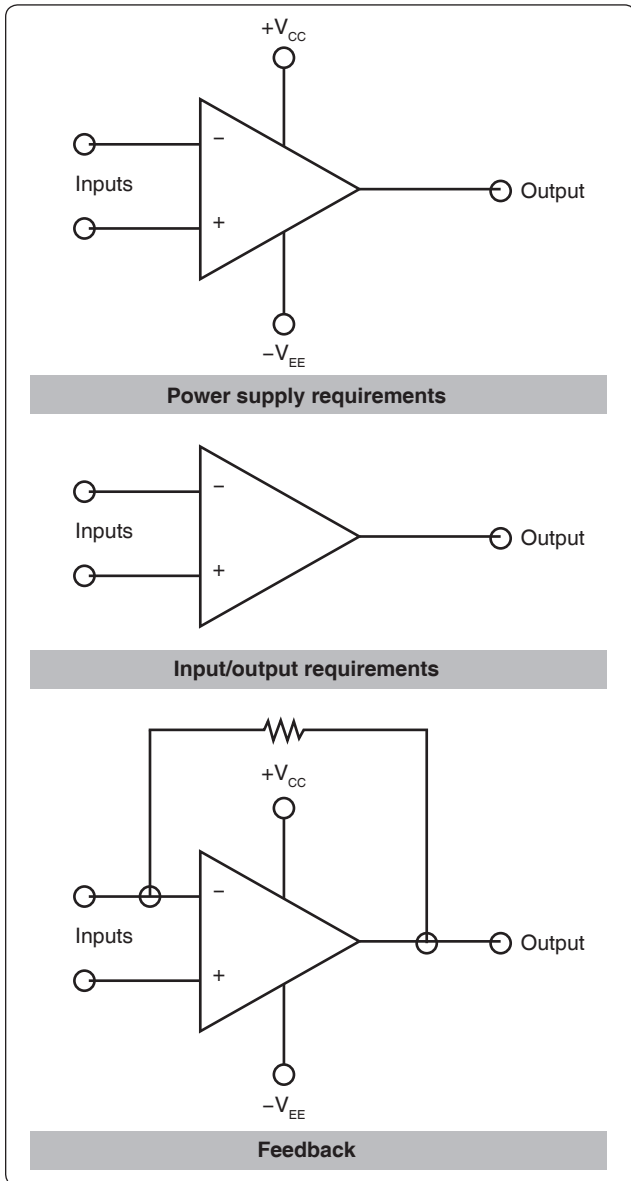 +VCC
−
Inputs
Output
+
−VEE
Power supply requirements
−
Inputs
Output
+
Input/output requirements
+VCC
−
Inputs
Output
+
−VEE
Feedback